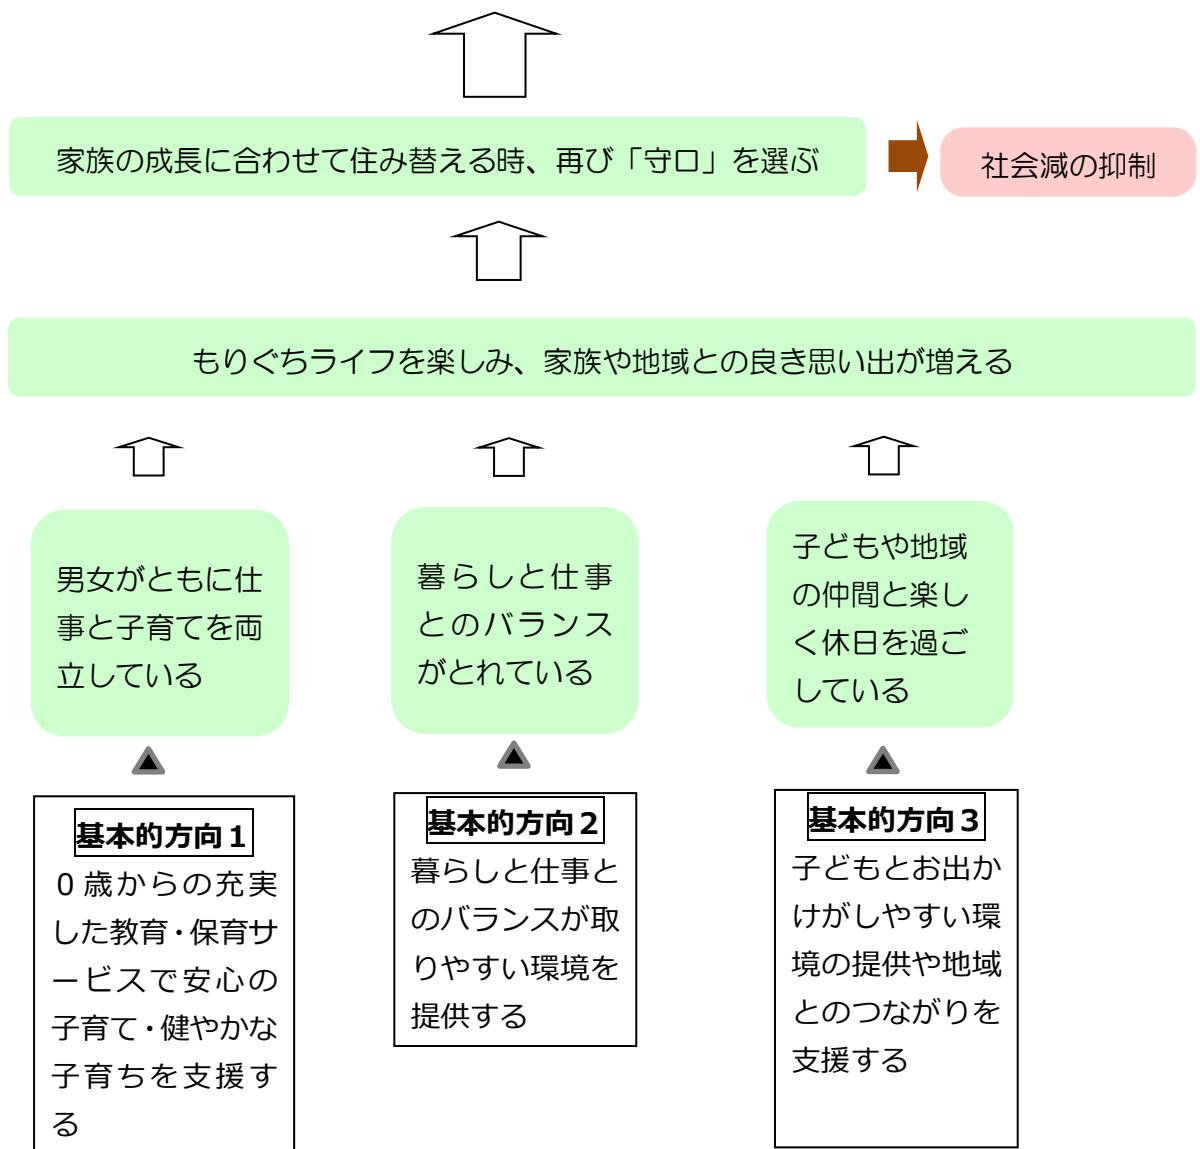 家族の成長に合わせて住み替える時、再び「守口」を選ぶ
社会減の抑制
もりぐちライフを楽しみ、家族や地域との良き思い出が増える
男女がともに仕
事と子育てを両
立している
暮らしと仕事
とのバランス
がとれている
子どもや地域
の仲間と楽し
く休日を過ご
している
基本的方向１
０歳からの充実
した教育・保育サ
ービスで安心の
子育て・健やかな
子育ちを支援す
る
基本的方向２
暮らしと仕事と
のバランスが取
りやすい環境を
提供する
基本的方向３
子どもとお出か
けがしやすい環
境の提供や地域
とのつながりを
支援する